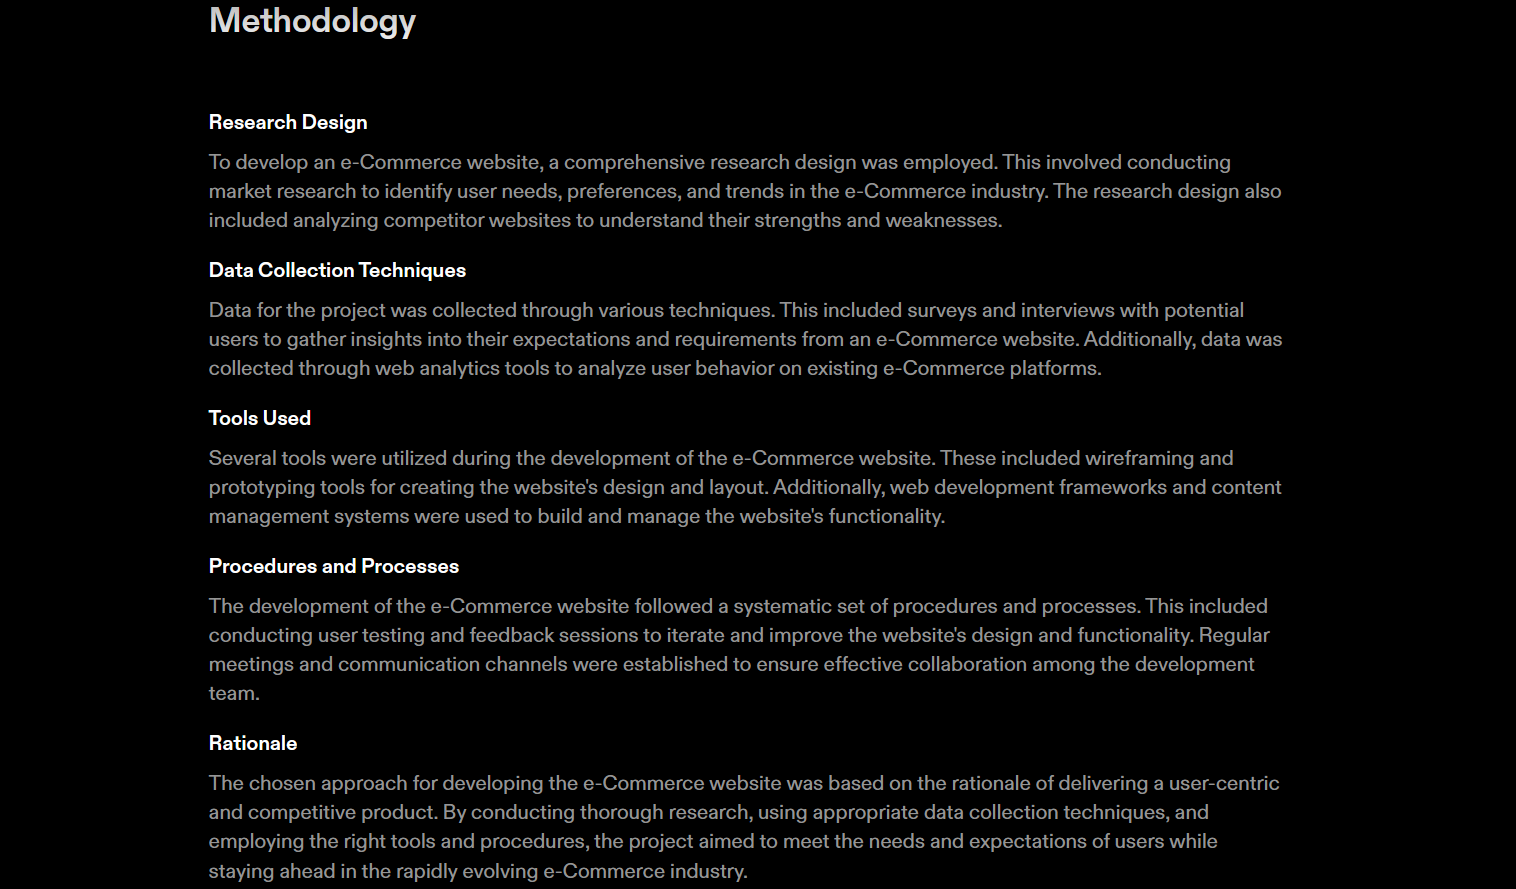 Methodology
Research Design
To develop an e-Commerce website, a comprehensive research design was employed. This involved conducting
market research to identify user needs, preferences, and trends in the e-Commerce industry. The research design also
included analyzing competitor websites to understand their strengths and weaknesses.
Data Collection Techniques
Data for the project was collected through various techniques. This included surveys and interviews with potential
users to gather insights into their expectations and requirements from an e-Commerce website. Additionally, data was
collected through web analytics tools to analyze user behavior on existing e-Commerce platforms.
Tools Used
Several tools were utilized during the development of the e-Commerce website. These included wireframing and
prototyping tools for creating the website's design and layout. Additionally, web development frameworks and content
management systems were used to build and manage the website's functionality.
Procedures and Processes
The development of the e-Commerce website followed a systematic set of procedures and processes. This included
conducting user testing and feedback sessions to iterate and improve the website's design and functionality. Regular
meetings and communication channels were established to ensure effective collaboration among the development
team.
Rationale
The chosen approach for developing the e-Commerce website was based on the rationale of delivering a user-centric
and competitive product. By conducting thorough research, using appropriate data collection techniques, and
employing the right tools and procedures, the project aimed to meet the needs and expectations of users while
staying ahead in the rapidly evolving e-Commerce industry.